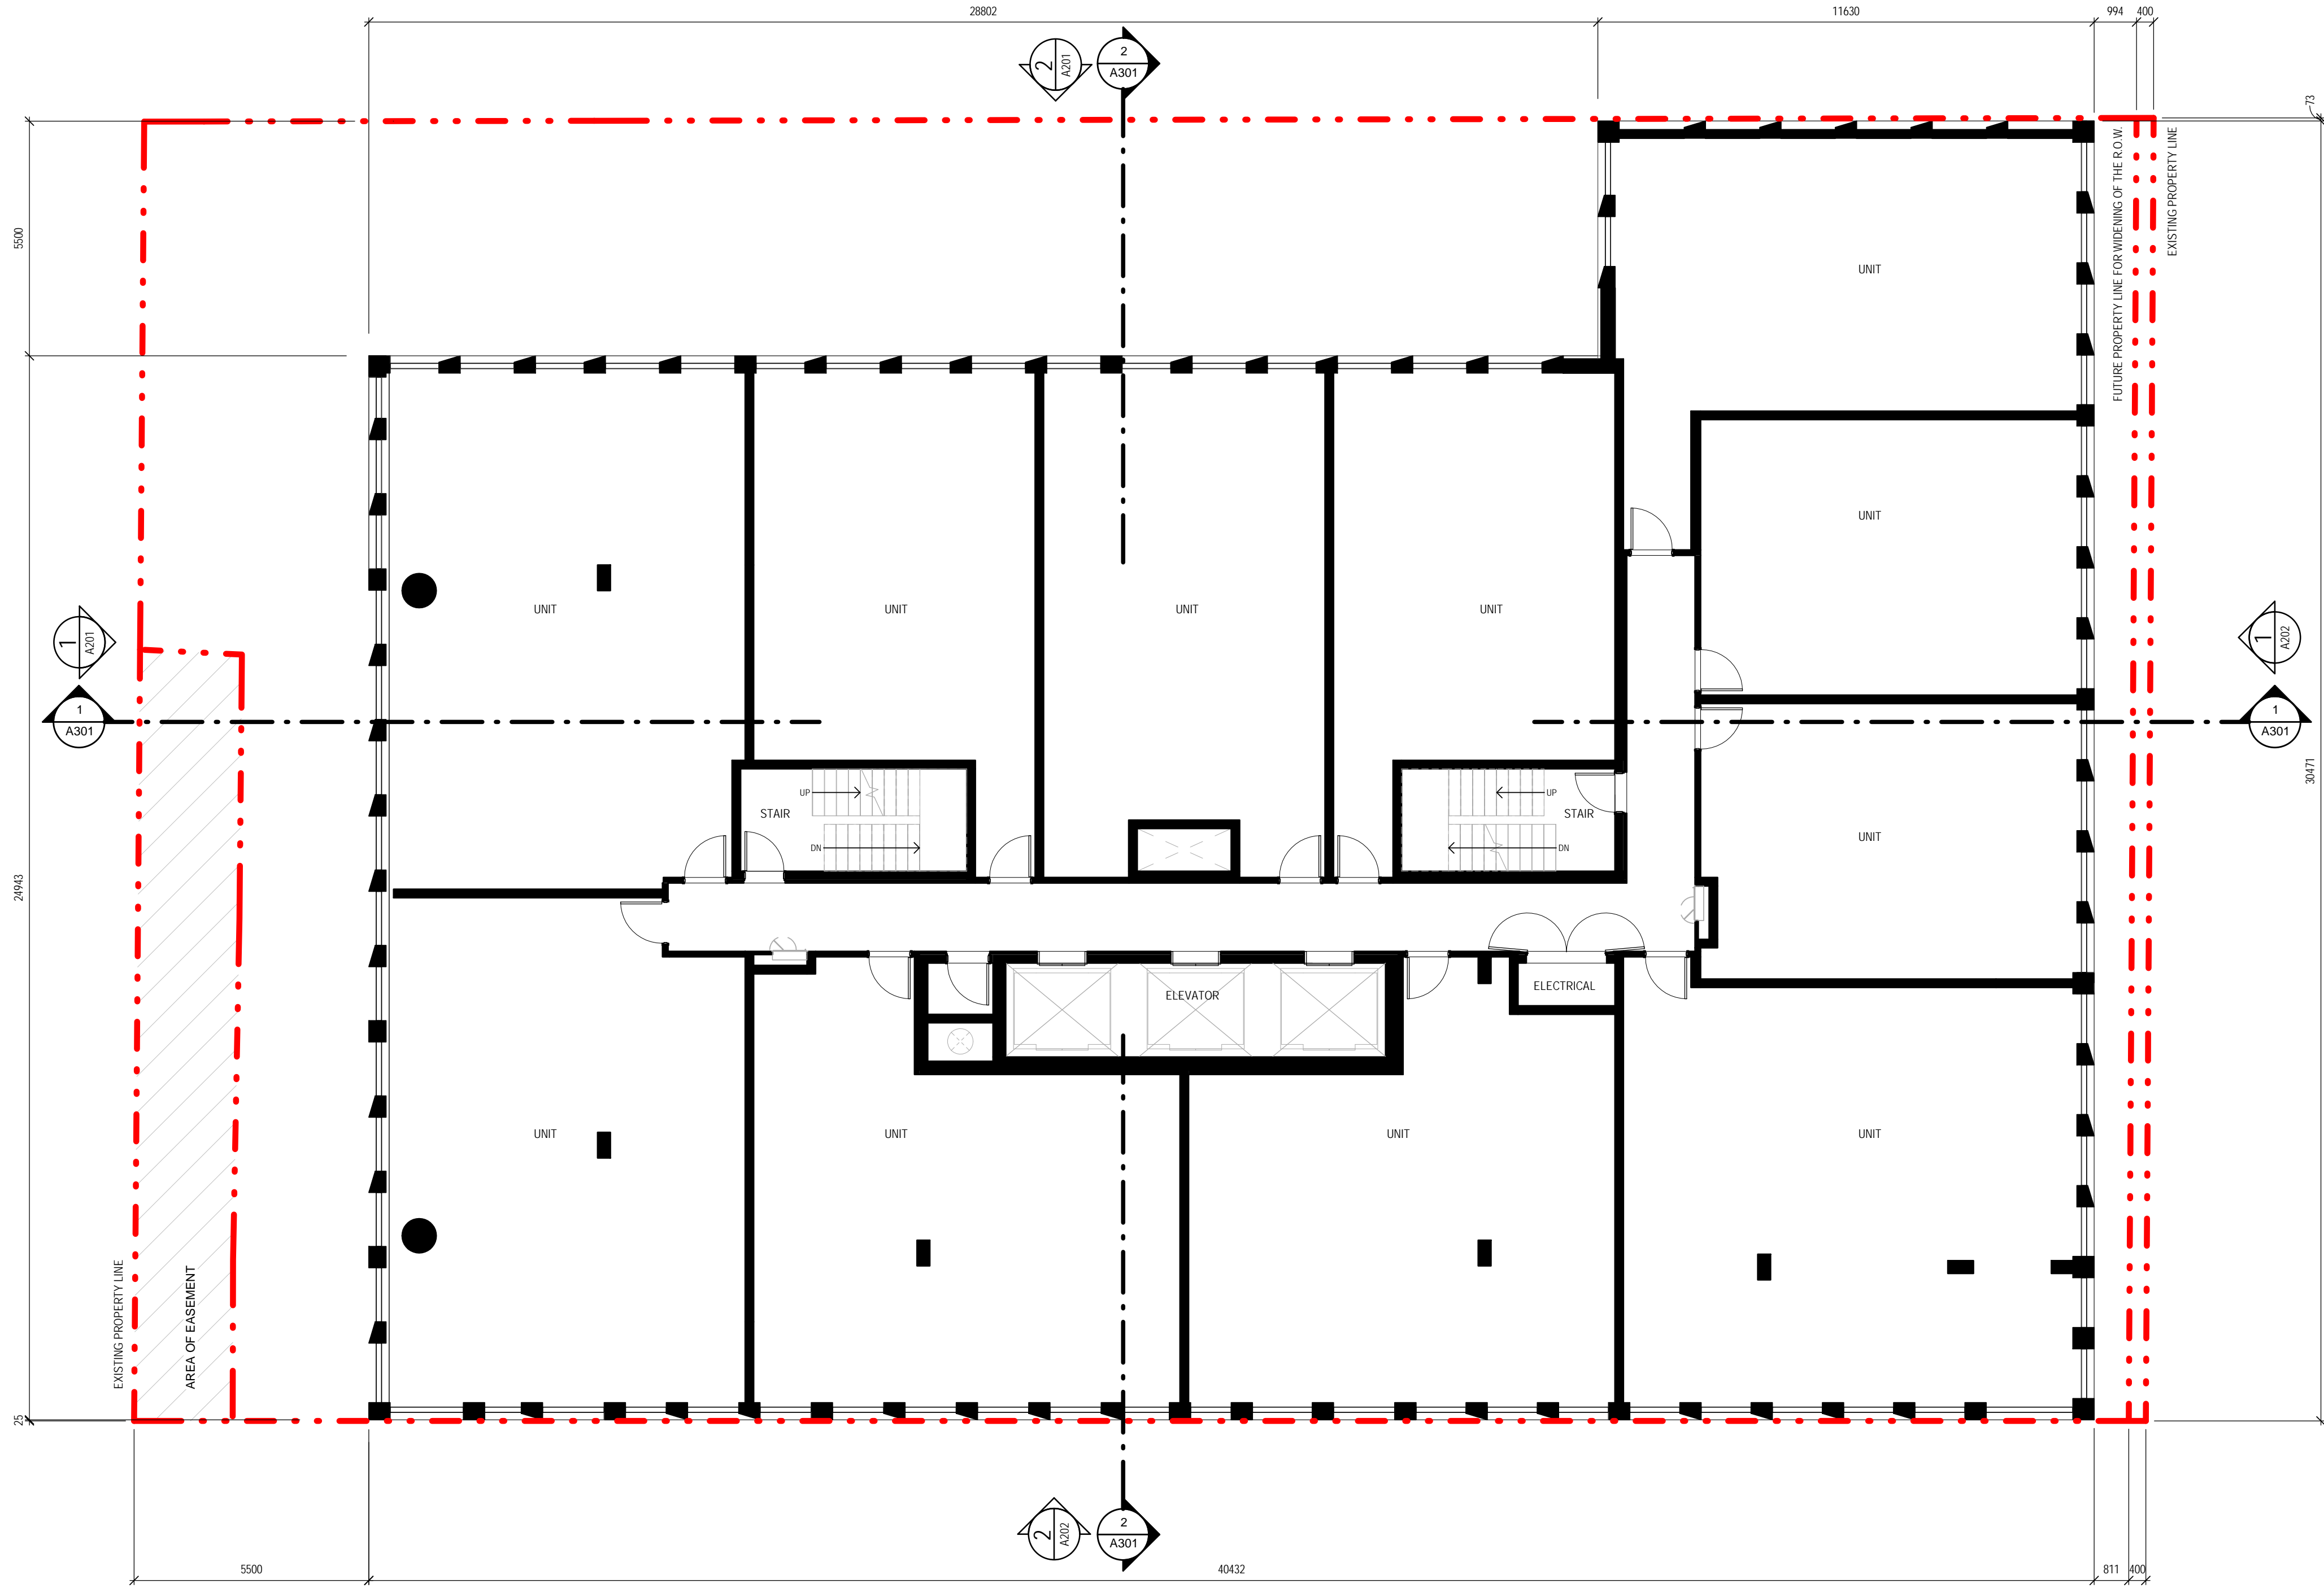 28802
11630
994
400
2
A201
2
A301
73
5500
FUTURE PROPERTY LINE FOR WIDENING OF THE R.O.W.
EXISTING PROPERTY LINE
UNIT
UNIT
UNIT
UNIT
UNIT
UNIT
1
A201
1
A202
1
A301
1
A301
30471
UP
STAIR
DN
UP
STAIR
DN
UNIT
24943
ELEVATOR
ELECTRICAL
UNIT
UNIT
UNIT
UNIT
EXISTING PROPERTY LINE
AREA OF EASEMENT
25
2
A202
2
A301
5500
40432
811
400